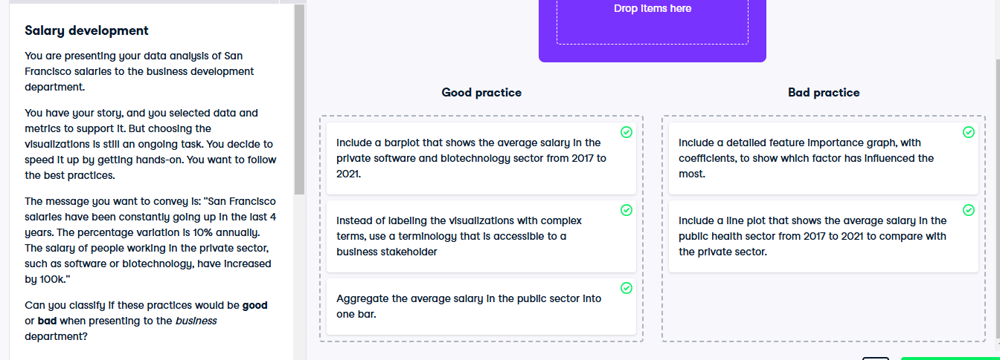 Salary development
You are presenting your data analysis of San
Francisco salaries to the business development
department.
You have your story, and you selected data and
metrics to support it. But choosing the
visualizations is still an ongoing task. You decide to
speed it up by getting hands-on. You want to follow
the best practices.
The message you want to convey is: "San Francisco
salaries have been constantly going up in the last 4
years. The percentage variation is 10% annually.
The salary of people working in the private sector,
such as software or biotechnology, have increased
by 100k."
Can you classify if these practices would be good
or bad when presenting to the business
department?
Drop items here
Good practice
Include a barplot that shows the average salary in the
private software and biotechnology sector from 2017 to
2021.
Instead of labeling the visualizations with complex
terms, use a terminology that is accessible to a
business stakeholder
Aggregate the average salary in the public sector into
one bar.
Bad practice
Include a detailed feature importance graph, with
coefficients, to show which factor has influenced the
most.
Include a line plot that shows the average salary in the
public health sector from 2017 to 2021 to compare with
the private sector.